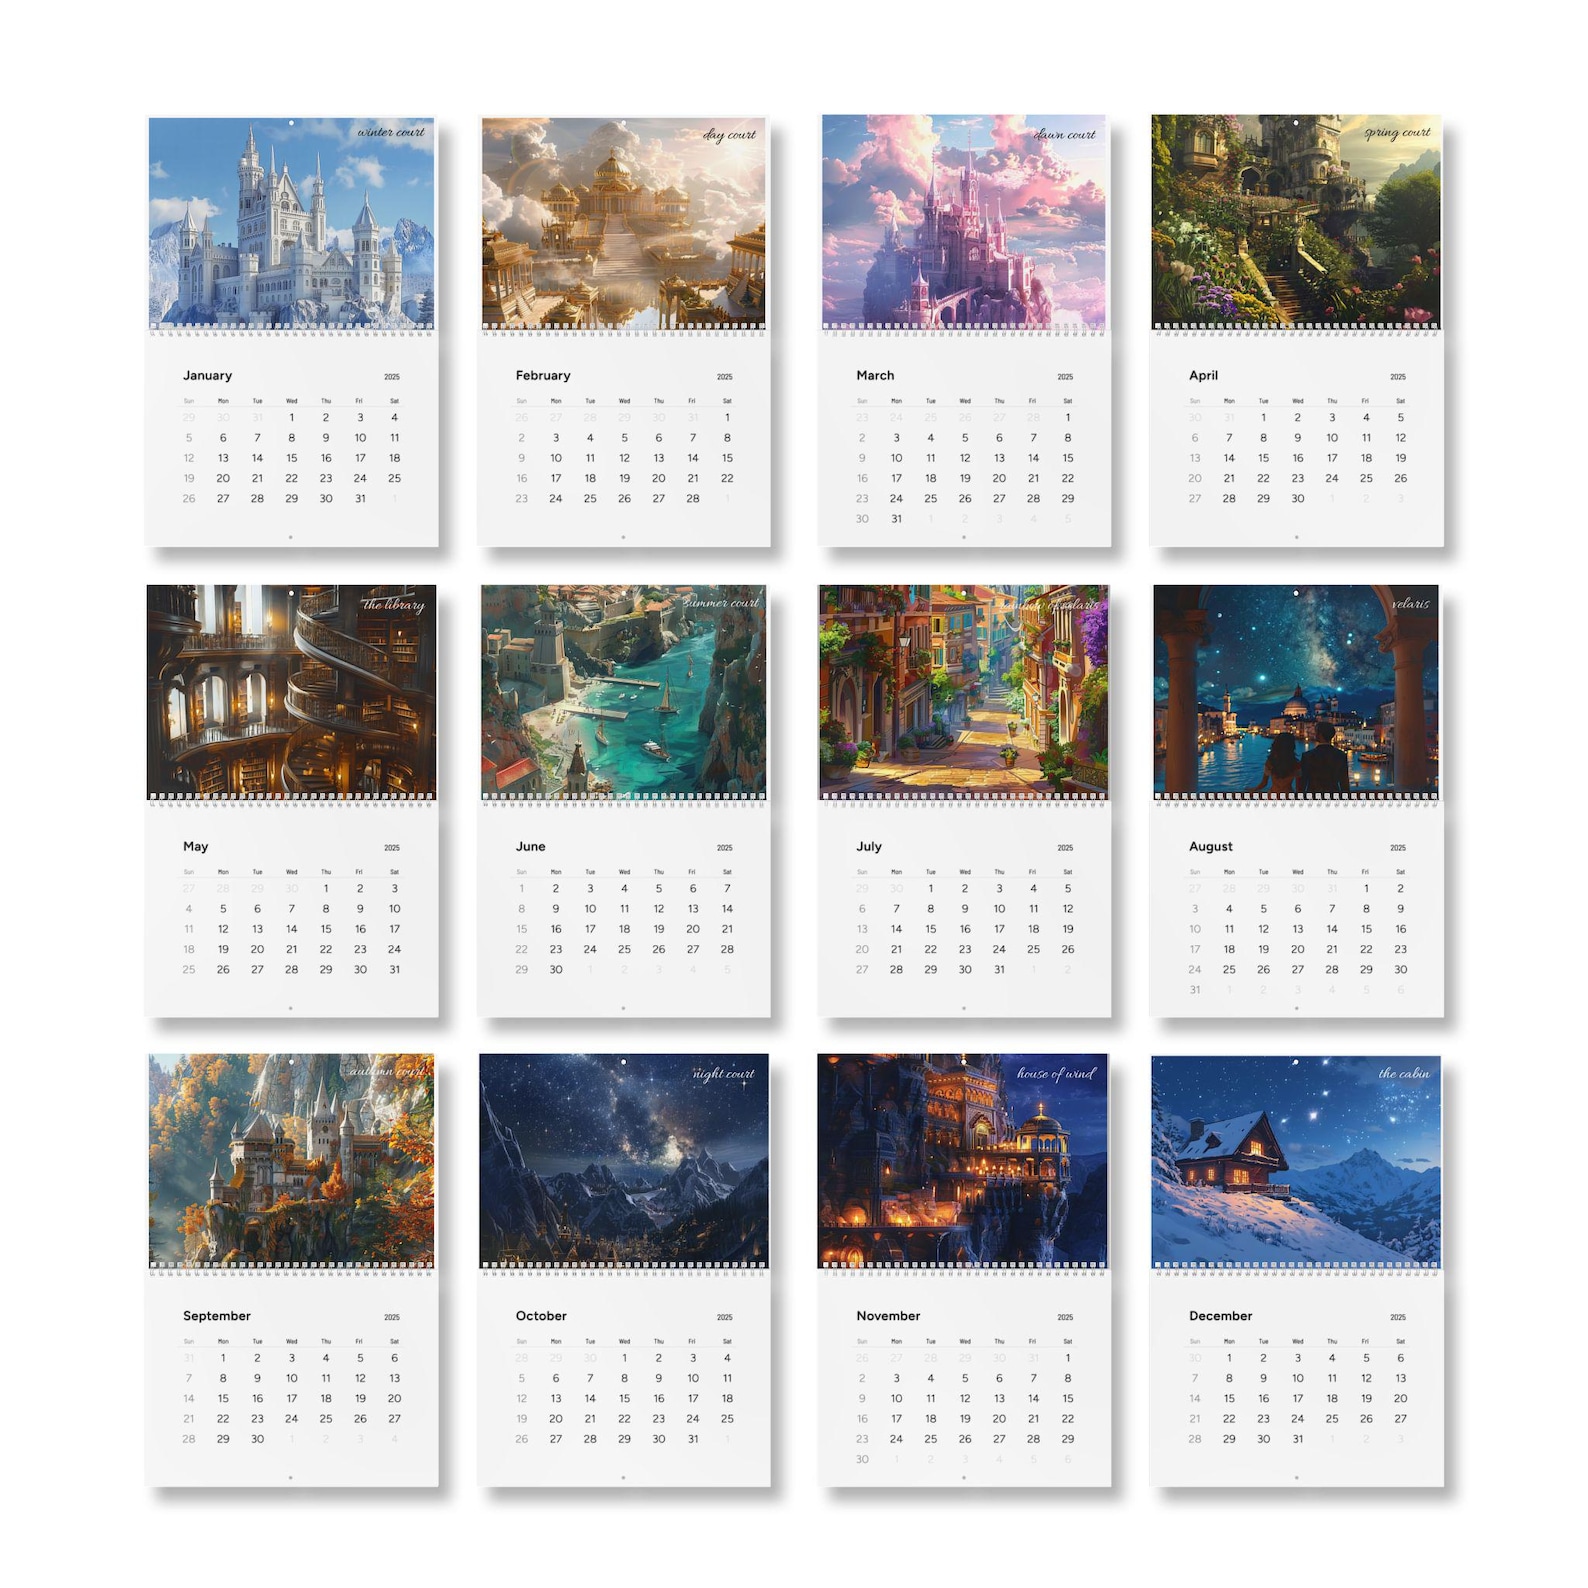 winter court
January 2025
Sun Mon Tue Wed Thu Fri Sat
29 30 31 1 2 3 4
5 6 7 8 9 10 11
12 13 14 15 16 17 18
19 20 21 22 23 24 25
26 27 28 29 30 31 1
day court
February 2025
Sun Mon Tue Wed Thu Fri Sat
26 27 28 29 30 31 1
2 3 4 5 6 7 8
9 10 11 12 13 14 15
16 17 18 19 20 21 22
23 24 25 26 27 28 1
dawn court
March 2025
Sun Mon Tue Wed Thu Fri Sat
23 24 25 26 27 28 1
2 3 4 5 6 7 8
9 10 11 12 13 14 15
16 17 18 19 20 21 22
23 24 25 26 27 28 29
30 31 1 2 3 4 5
spring court
April 2025
Sun Mon Tue Wed Thu Fri Sat
30 31 1 2 3 4 5
6 7 8 9 10 11 12
13 14 15 16 17 18 19
20 21 22 23 24 25 26
27 28 29 30 1 2 3
the library
May 2025
Sun Mon Tue Wed Thu Fri Sat
27 28 29 30 1 2 3
4 5 6 7 8 9 10
11 12 13 14 15 16 17
18 19 20 21 22 23 24
25 26 27 28 29 30 31
summer court
June 2025
Sun Mon Tue Wed Thu Fri Sat
1 2 3 4 5 6 7
8 9 10 11 12 13 14
15 16 17 18 19 20 21
22 23 24 25 26 27 28
29 30 1 2 3 4 5
rainbow of velaris
July 2025
Sun Mon Tue Wed Thu Fri Sat
29 30 1 2 3 4 5
6 7 8 9 10 11 12
13 14 15 16 17 18 19
20 21 22 23 24 25 26
27 28 29 30 31 1 2
velaris
August 2025
Sun Mon Tue Wed Thu Fri Sat
27 28 29 30 31 1 2
3 4 5 6 7 8 9
10 11 12 13 14 15 16
17 18 19 20 21 22 23
24 25 26 27 28 29 30
31 1 2 3 4 5 6
autumn court
September 2025
Sun Mon Tue Wed Thu Fri Sat
31 1 2 3 4 5 6
7 8 9 10 11 12 13
14 15 16 17 18 19 20
21 22 23 24 25 26 27
28 29 30 1 2 3 4
night court
October 2025
Sun Mon Tue Wed Thu Fri Sat
28 29 30 1 2 3 4
5 6 7 8 9 10 11
12 13 14 15 16 17 18
19 20 21 22 23 24 25
26 27 28 29 30 31 1
house of wind
November 2025
Sun Mon Tue Wed Thu Fri Sat
26 27 28 29 30 31 1
2 3 4 5 6 7 8
9 10 11 12 13 14 15
16 17 18 19 20 21 22
23 24 25 26 27 28 29
30 1 2 3 4 5 6
the cabin
December 2025
Sun Mon Tue Wed Thu Fri Sat
30 1 2 3 4 5 6
7 8 9 10 11 12 13
14 15 16 17 18 19 20
21 22 23 24 25 26 27
28 29 30 31 1 2 3